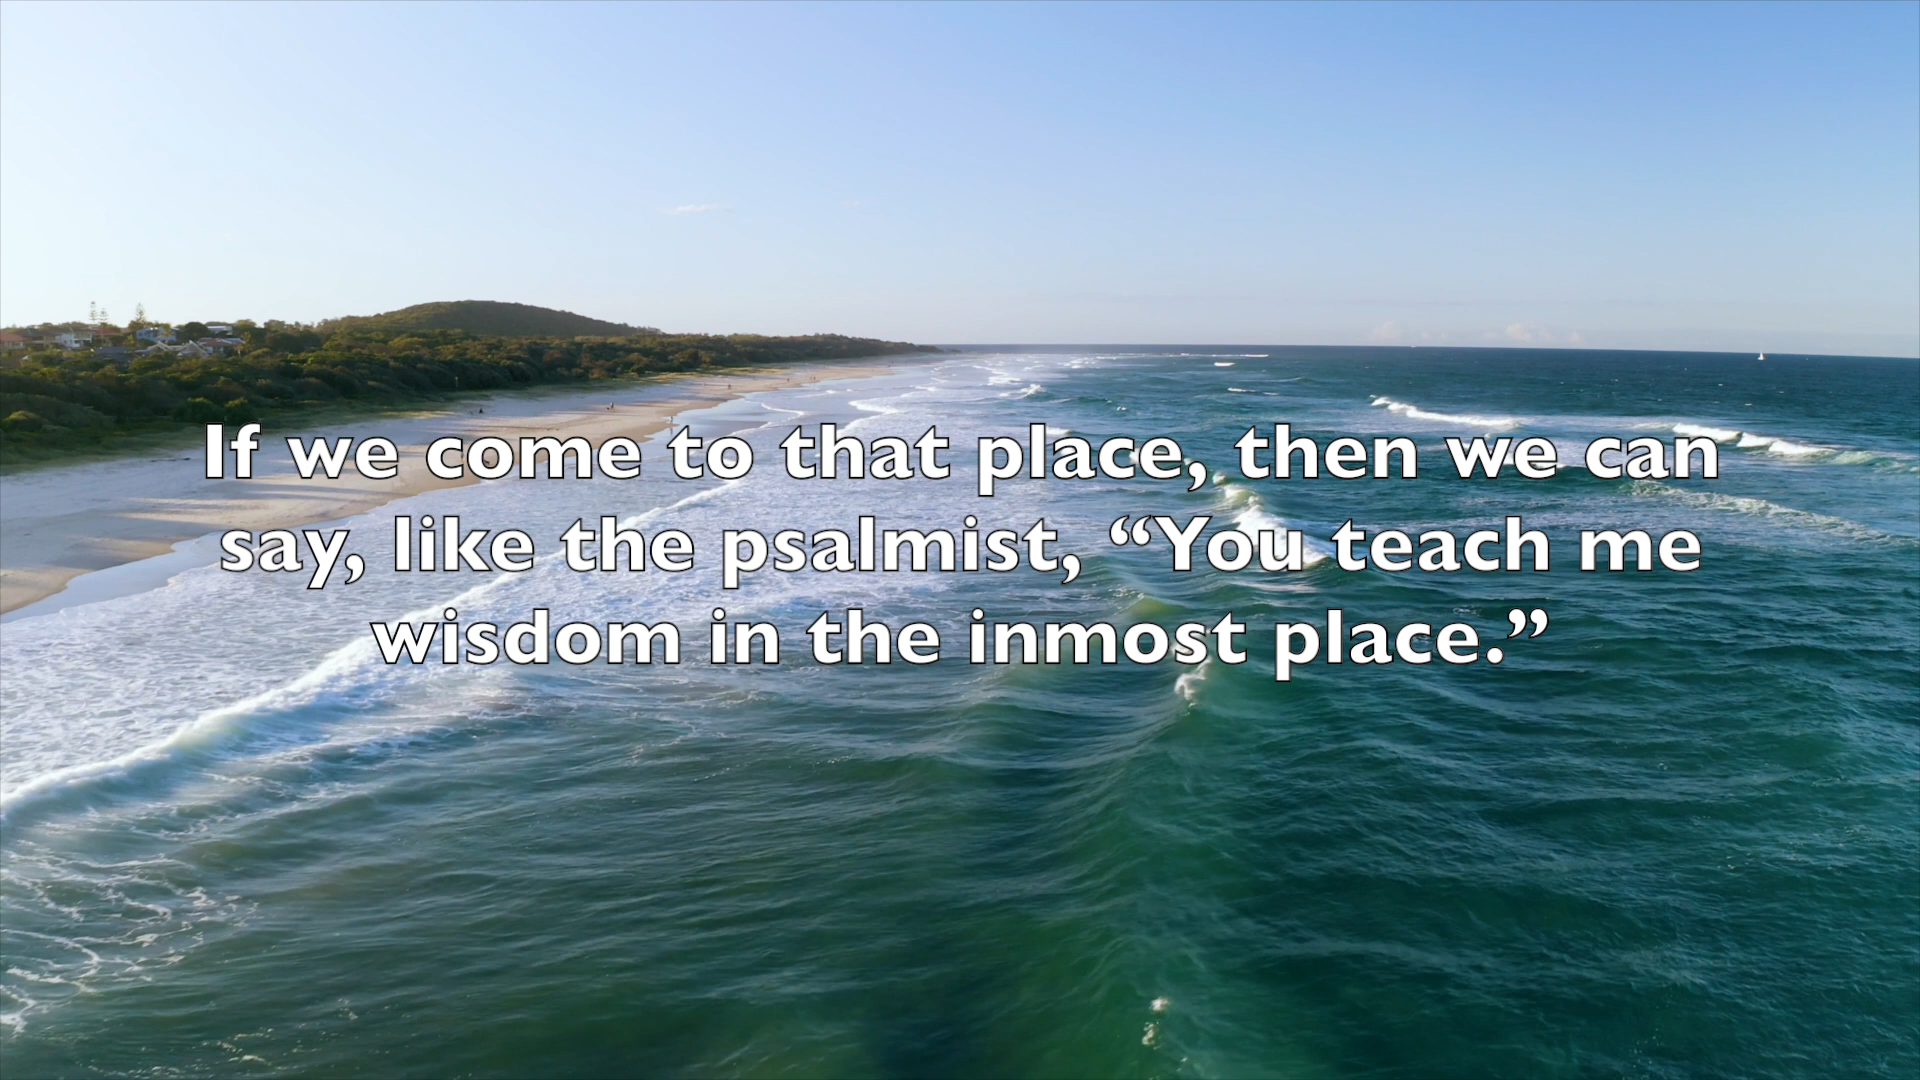 If we come to that place, then we can
say, like the psalmist, “You teach me
wisdom in the inmost place.”